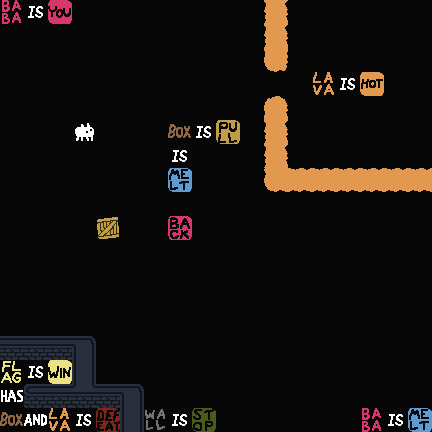 BABA IS YOU
LAVA IS HOT
BOX IS PULL
IS
MELT
BACK
FLAG IS WIN
HAS
BOX AND LAVA IS DEFEAT WALL IS STOP BABA IS MELT